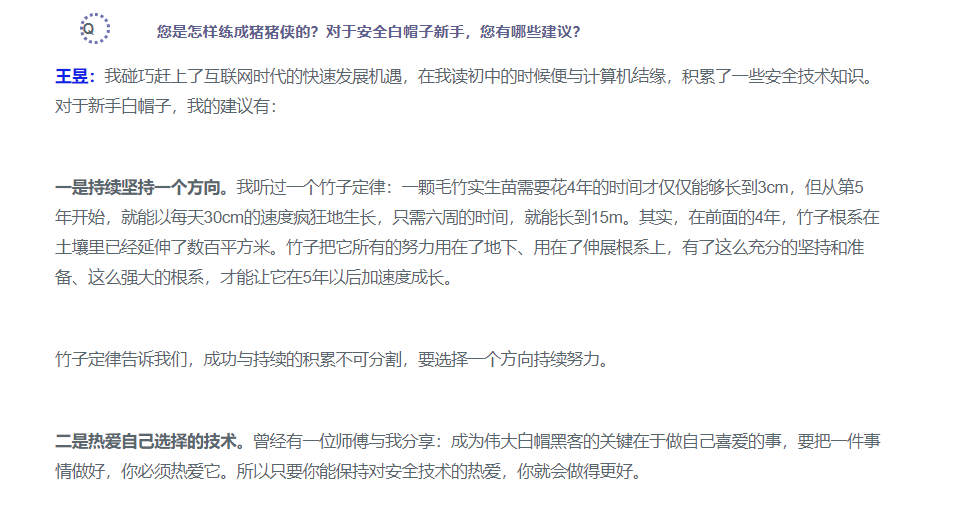 Q 您是怎样练成猪猪侠的？对于安全白帽子新手，您有哪些建议？
王昱：我碰巧赶上了互联网时代的快速发展机遇，在我读初中的时候便与计算机结缘，积累了一些安全技术知识。
对于新手白帽子，我的建议有：
一是持续坚持一个方向。我听过一个竹子定律：一颗毛竹实生苗需要花4年的时间才仅仅能够长到3cm，但从第5
年开始，就能以每天30cm的速度疯狂地生长，只需六周的时间，就能长到15m。其实，在前面的4年，竹子根系在
土壤里已经延伸了数百平方米。竹子把它所有的努力用在了地下、用在了伸展根系上，有了这么充分的坚持和准
备、这么强大的根系，才能让它在5年以后加速度成长。
竹子定律告诉我们，成功与持续的积累不可分割，要选择一个方向持续努力。
二是热爱自己选择的技术。曾经有一位师傅与我分享：成为伟大白帽黑客的关键在于做自己喜爱的事，要把一件事
情做好，你必须热爱它。所以只要你能保持对安全技术的热爱，你就会做得更好。